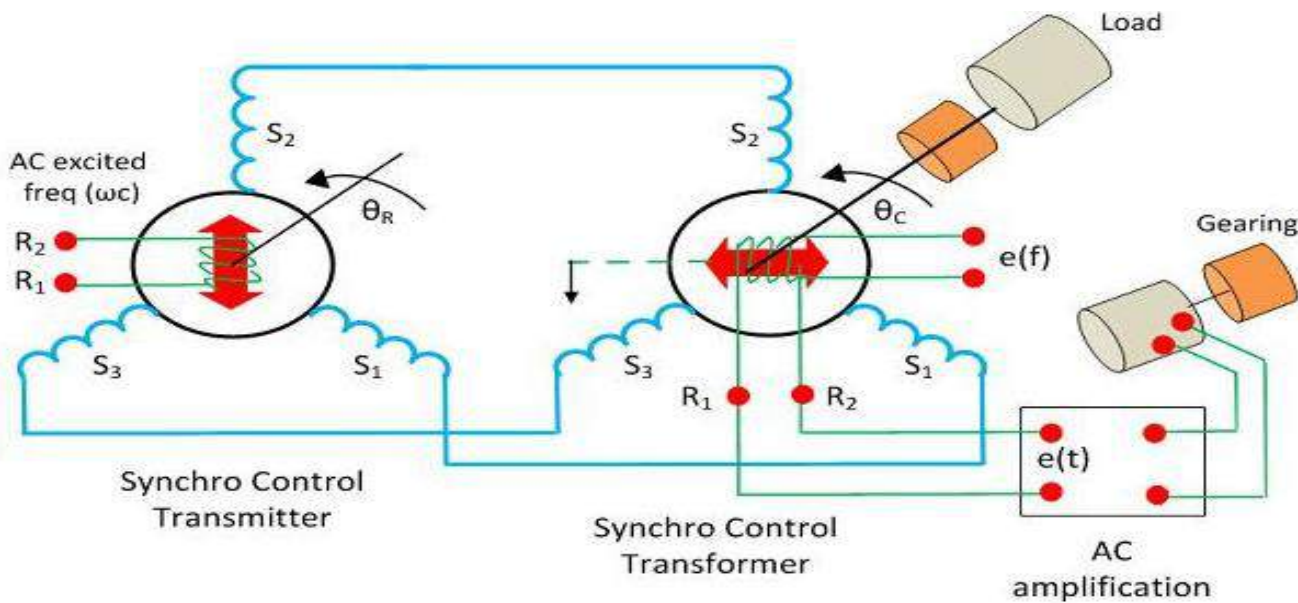 Load
S₂
S₂
AC excited
freq (ωc)
θR
θC
Gearing
R₂
R₁
e(f)
S₃
S₁
S₃
S₁
R₁
R₂
e(t)
Synchro Control
Transmitter
Synchro Control
Transformer
AC
amplification